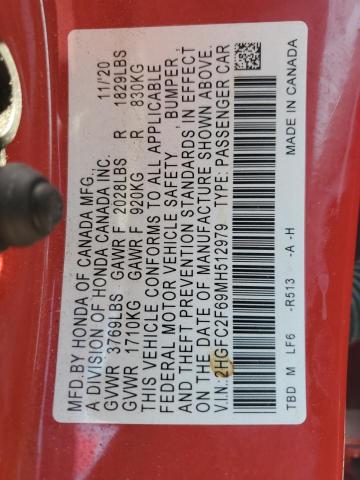 MFD.BY HONDA OF CANADA MFG. 11/'20
A DIVISION OF HONDA CANADA INC.
GVWR 3769LBS GAWR F 2028LBS R 1829LBS
GVWR 1710KG GAWR F 920KG R 830KG
THIS VEHICLE CONFORMS TO ALL APPLICABLE
FEDERAL MOTOR VEHICLE SAFETY , BUMPER ,
AND THEFT PREVENTION STANDARDS IN EFFECT
ON THE DATE OF MANUFACTURE SHOWN ABOVE.
V.I.N.:2HGFC2F69MH512979 TYPE: PASSENGER CAR
TBD M LF6 -R513 -A -H MADE IN CANADA